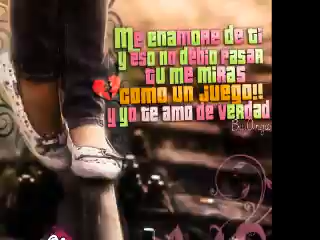 Me enamore de ti
y eso no debio pasar
tu me miras
como un juego!!
y yo te amo de verdad